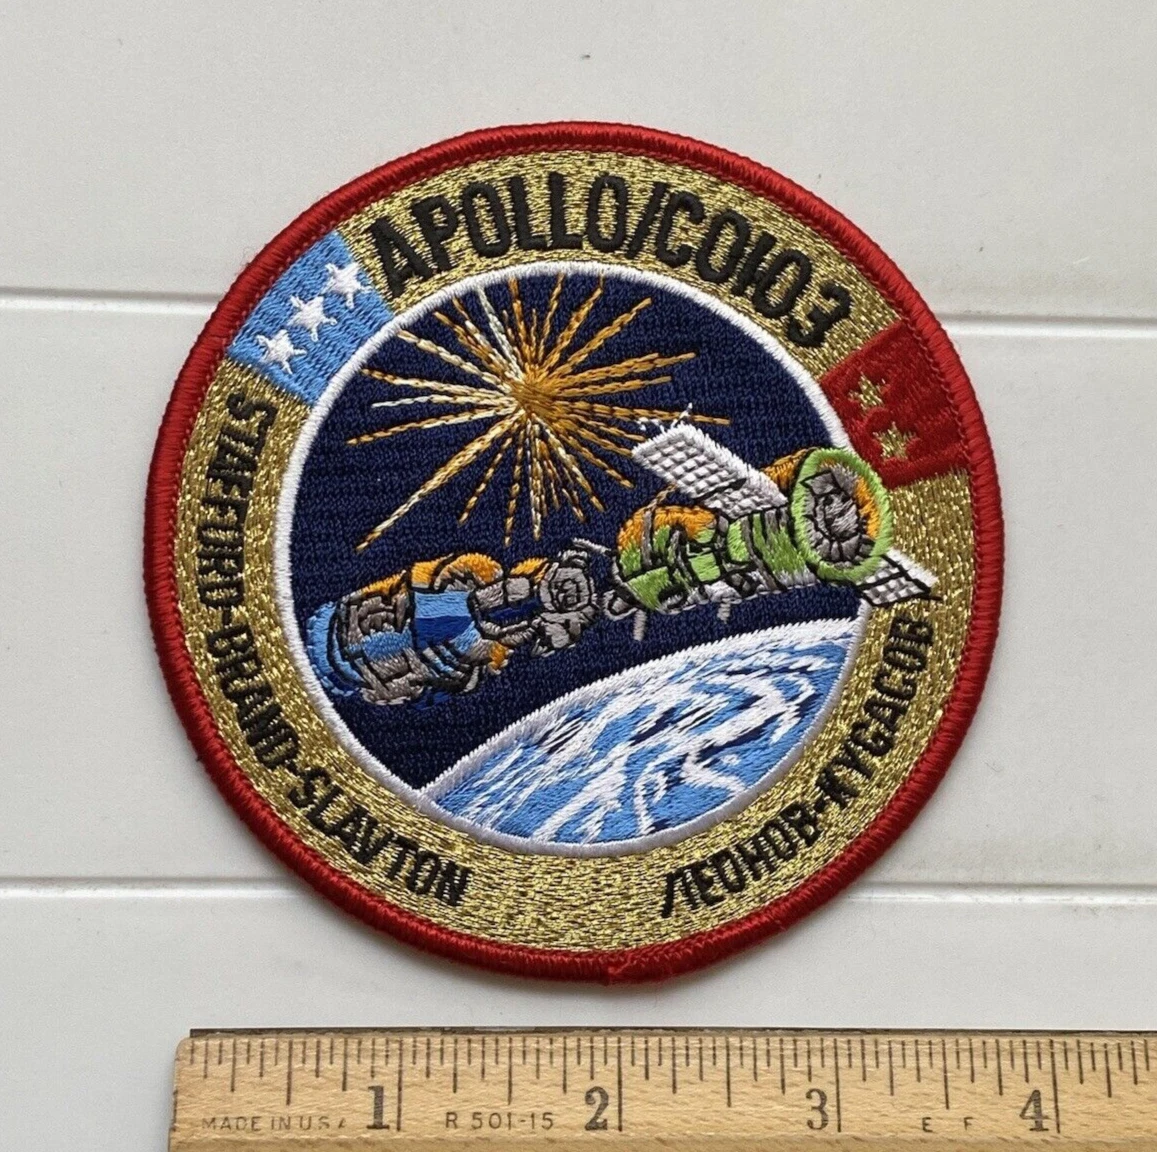 APOLLO/СОЮЗ
STAFFORD-BRAND-SLAYTON
ЛЕОНОВ-КУБАСОВ
1 2 3 4
MADE IN U.S.A R 501-15 E F